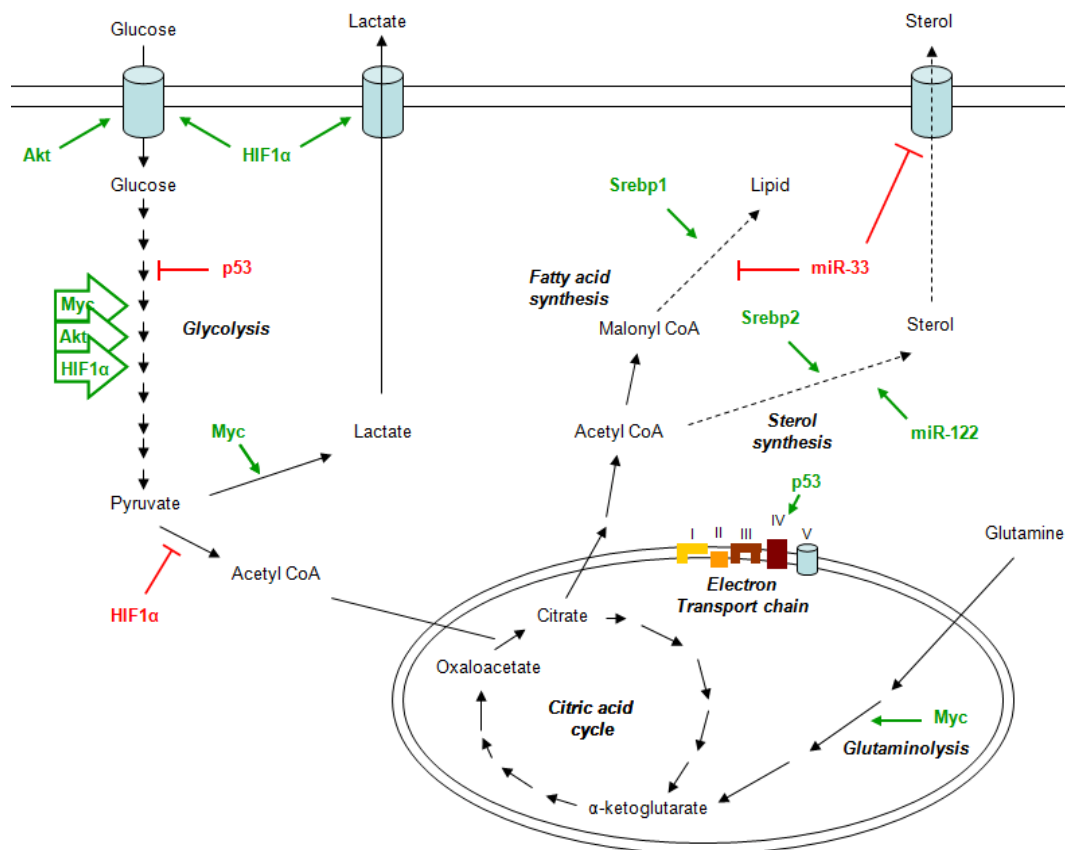 Glucose
Lactate
Sterol
Akt
HIF1α
Glucose
Srebp1
Lipid
p53
miR-33
Fatty acid
synthesis
Myc
Glycolysis
Akt
Malonyl CoA
Srebp2
Sterol
HIF1α
Myc
Lactate
Acetyl CoA
Sterol
synthesis
miR-122
Pyruvate
p53
I
II
III
IV
V
Glutamine
Acetyl CoA
Electron
Transport chain
HIF1α
Citrate
Oxaloacetate
Citric acid
cycle
Myc
Glutaminolysis
α-ketoglutarate